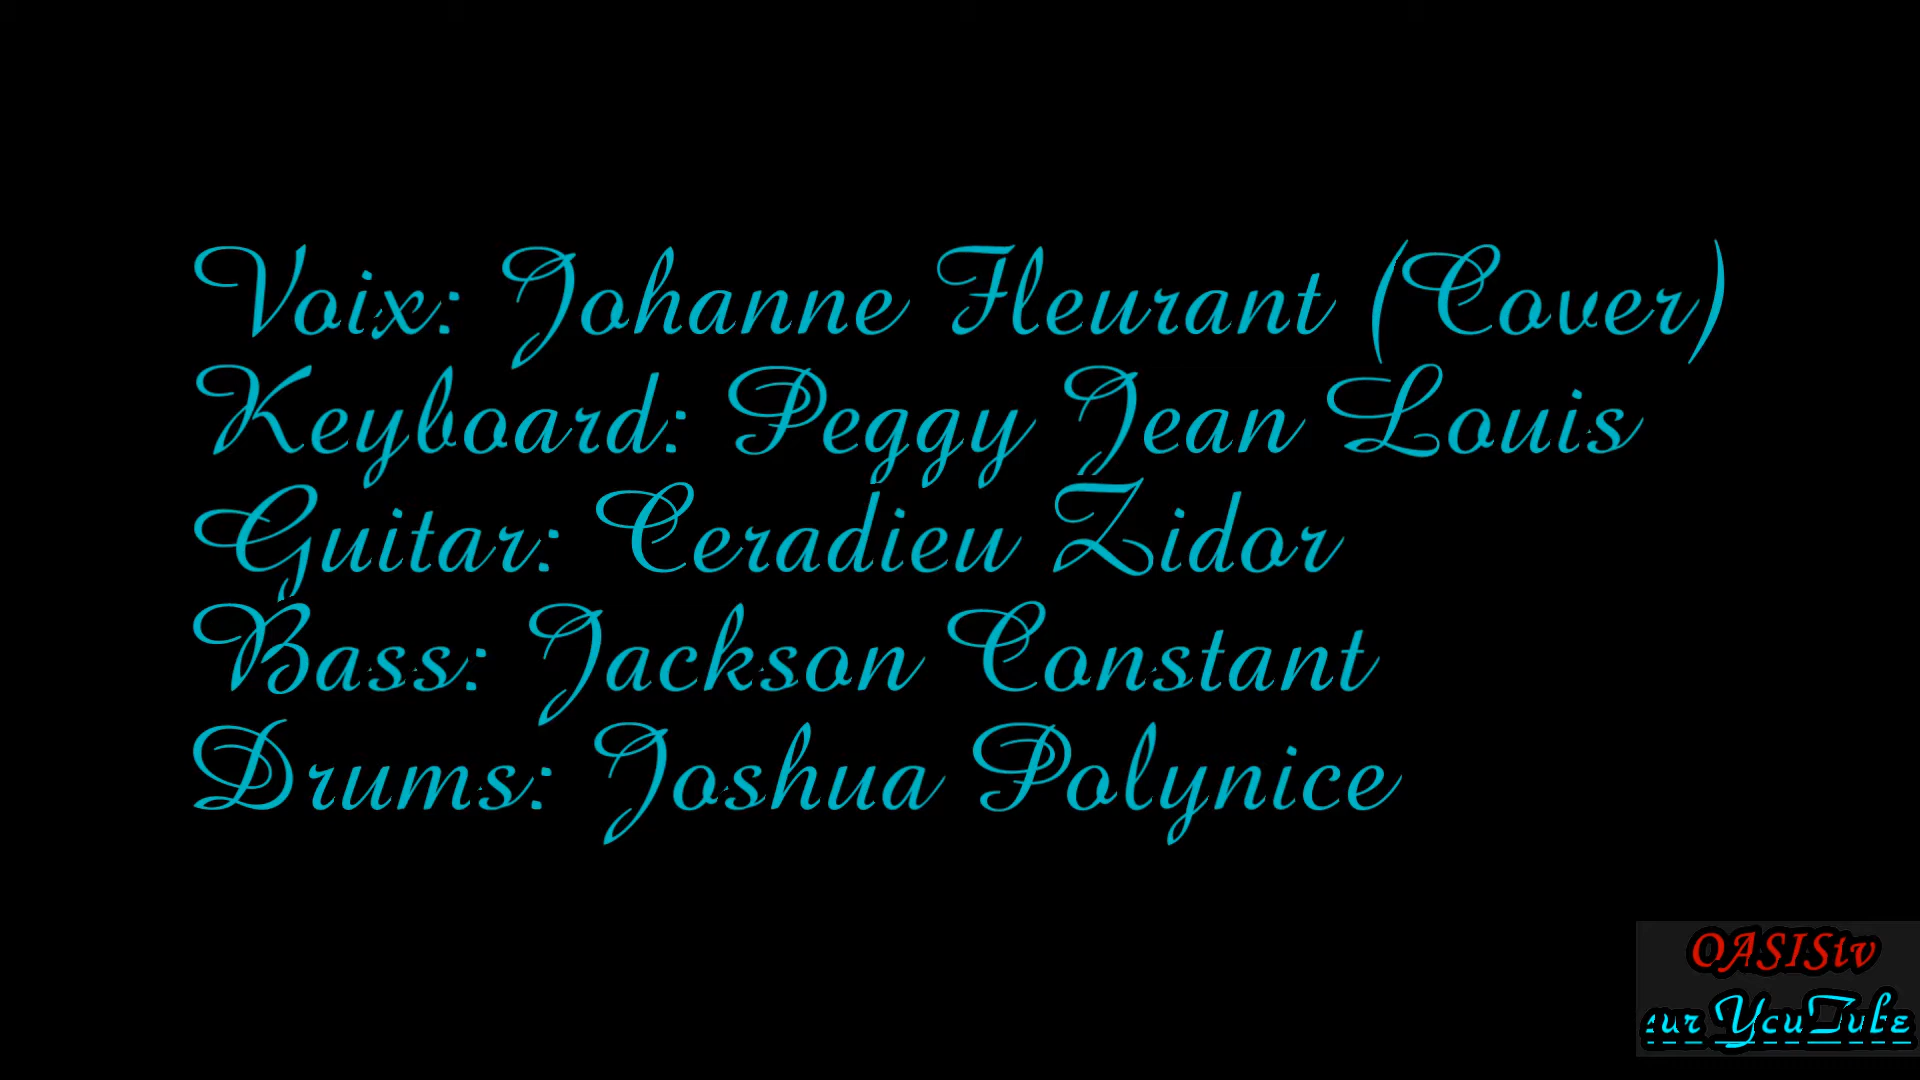 Voix: Johanne Fleurant (Cover)
Keyboard: Peggy Jean Louis
Guitar: Ceradieu Zidor
Bass: Jackson Constant
Drums: Joshua Polynice
OASIStv
sur YouTube